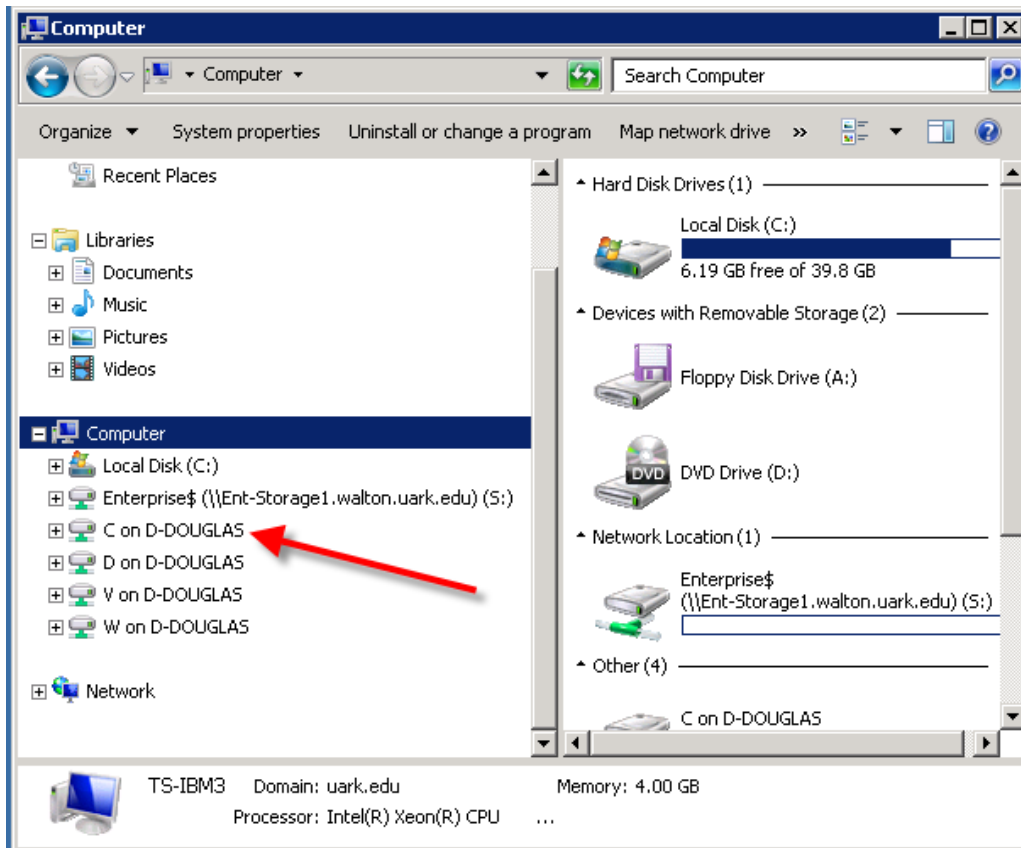 Computer
Computer
Search Computer
Organize System properties Uninstall or change a program Map network drive »
Recent Places
Libraries
Documents
Music
Pictures
Videos
Computer
Local Disk (C:)
Enterprise$ (\\Ent-Storage1.walton.uark.edu) (S:)
C on D-DOUGLAS
D on D-DOUGLAS
V on D-DOUGLAS
W on D-DOUGLAS
Network
Hard Disk Drives (1)
Local Disk (C:)
6.19 GB free of 39.8 GB
Devices with Removable Storage (2)
Floppy Disk Drive (A:)
DVD
DVD Drive (D:)
Network Location (1)
Enterprise$
(\\Ent-Storage1.walton.uark.edu) (S:)
Other (4)
C on D-DOUGLAS
TS-IBM3 Domain: uark.edu Memory: 4.00 GB
Processor: Intel(R) Xeon(R) CPU ...